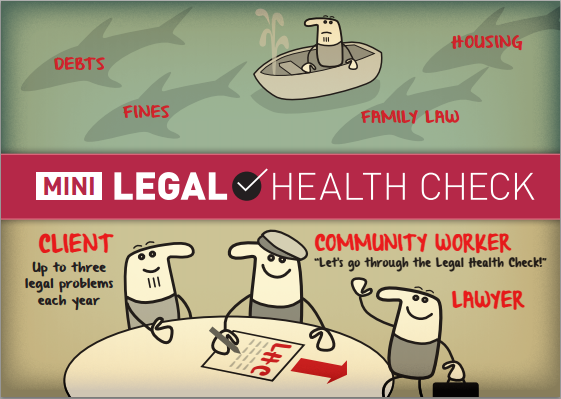 HOUSING
DEBTS
FINES
FAMILY LAW
MINI LEGAL HEALTH CHECK
CLIENT
Up to three
legal problems
each year
COMMUNITY WORKER
"Let's go through the Legal Health Check!"
LAWYER
LHC